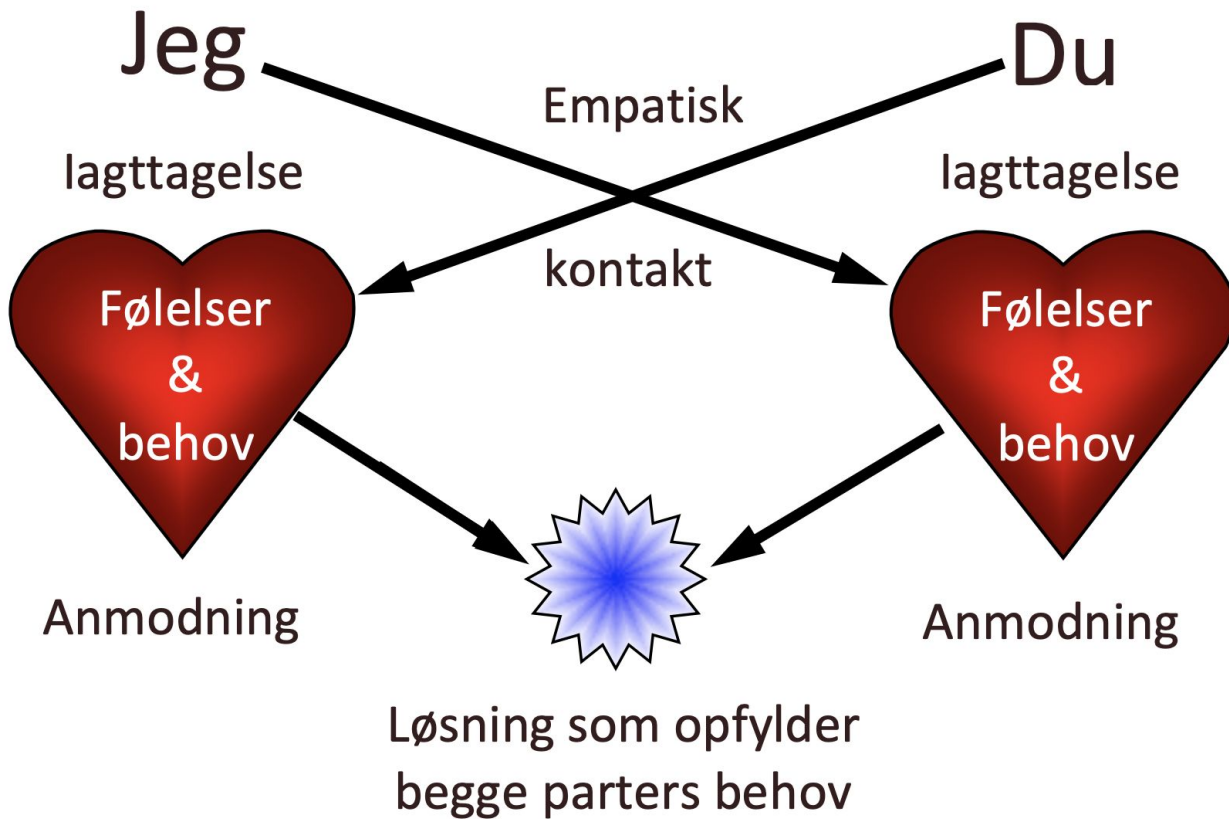 Jeg
Du
Empatisk
Iagttagelse
Iagttagelse
kontakt
Følelser
&
behov
Følelser
&
behov
Anmodning
Anmodning
Løsning som opfylder
begge parters behov